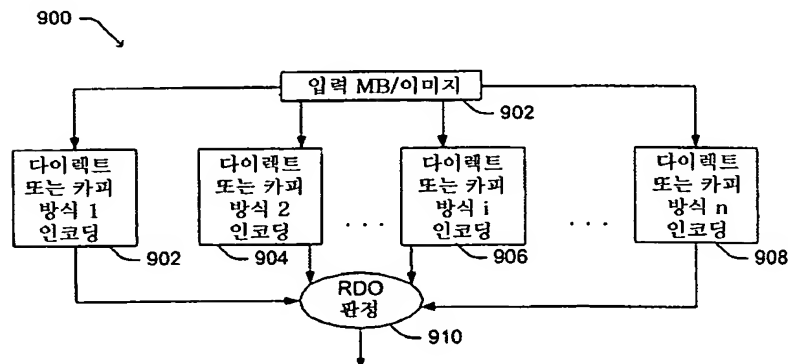 900
입력 MB/이미지
902
다이렉트
또는 카피
방식 1
인코딩
902
다이렉트
또는 카피
방식 2
인코딩
904
. . .
다이렉트
또는 카피
방식 i
인코딩
906
. . .
다이렉트
또는 카피
방식 n
인코딩
908
RDO
판정
910